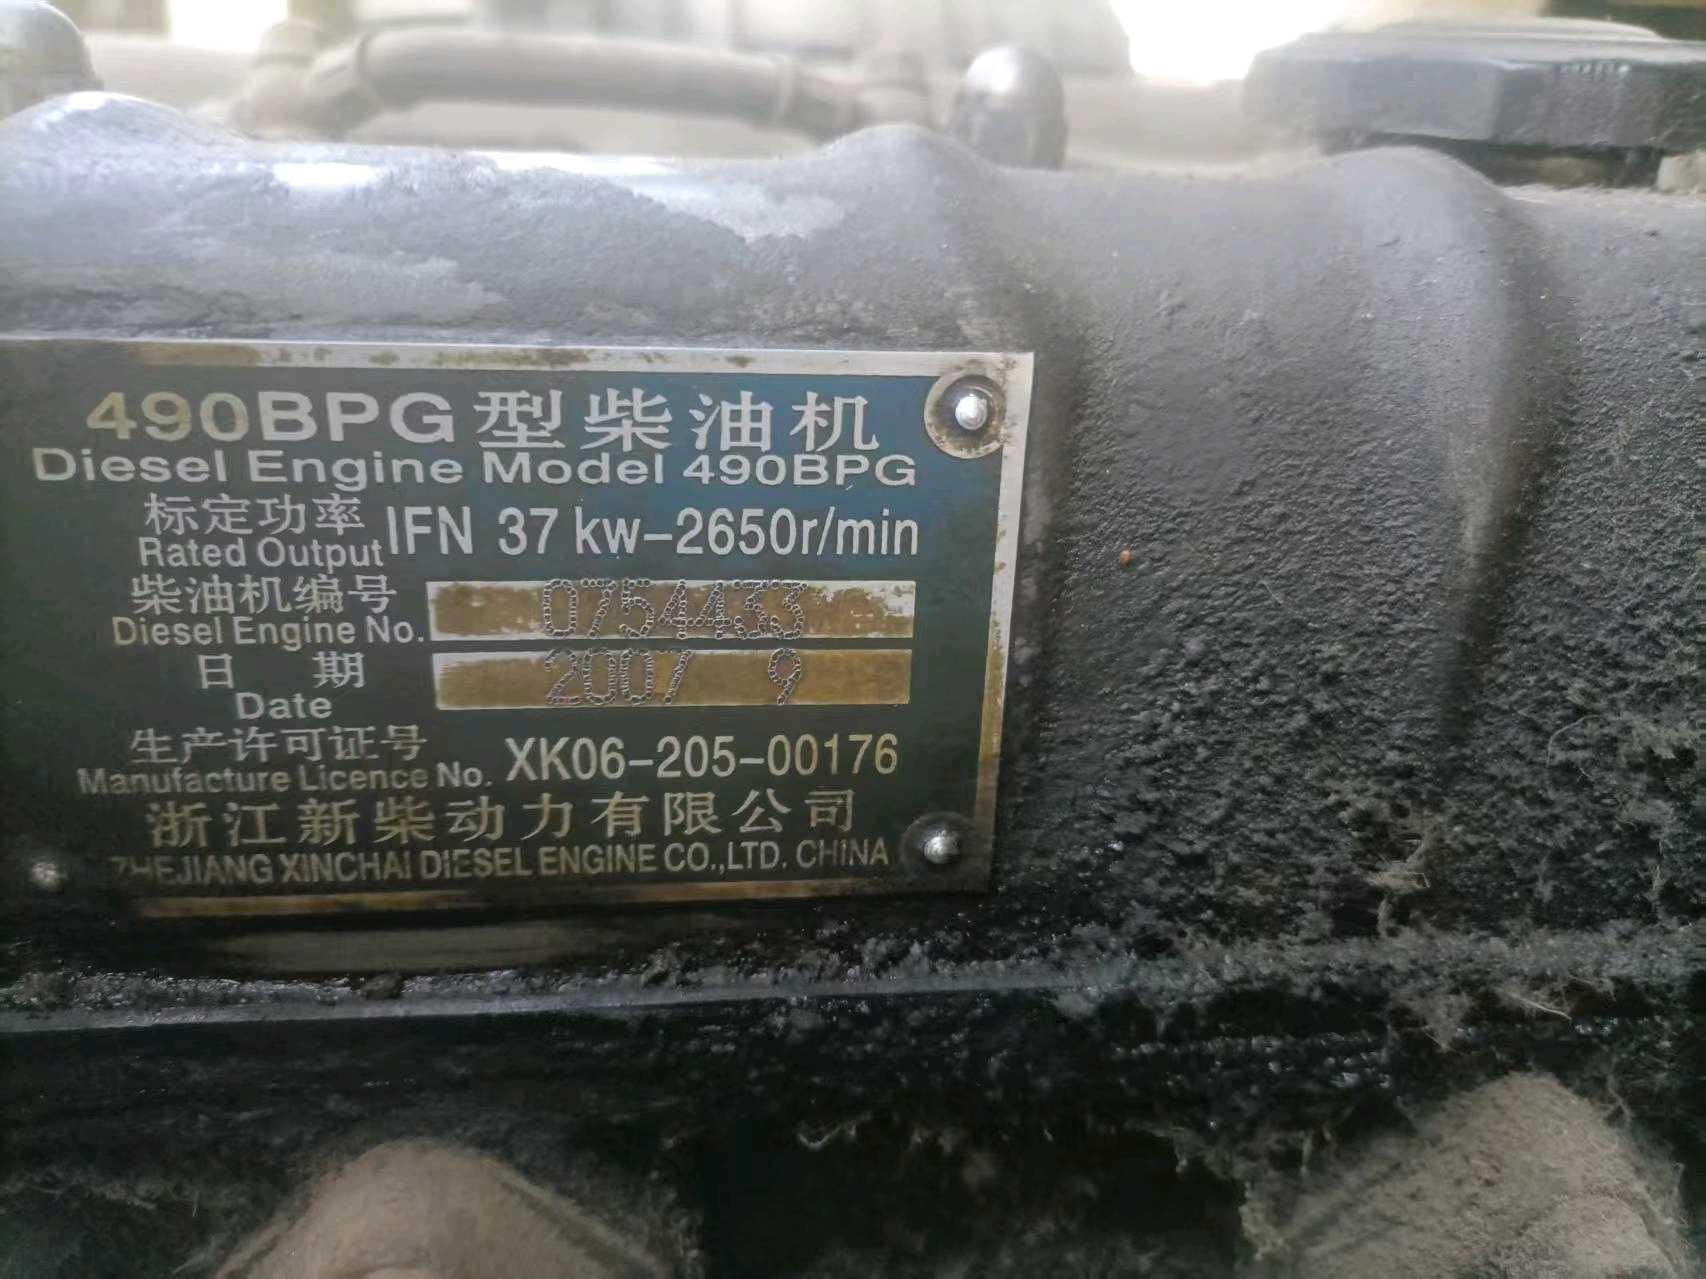 490BPG型柴油机
Diesel Engine Model 490BPG
标定功率 IFN 37 kw-2650r/min
Rated Output
柴油机编号 0754433
Diesel Engine No.
日 期 2007 9
Date
生产许可证号 XK06-205-00176
Manufacture Licence No.
浙江新柴动力有限公司
ZHEJIANG XINCHAI DIESEL ENGINE CO.,LTD. CHINA